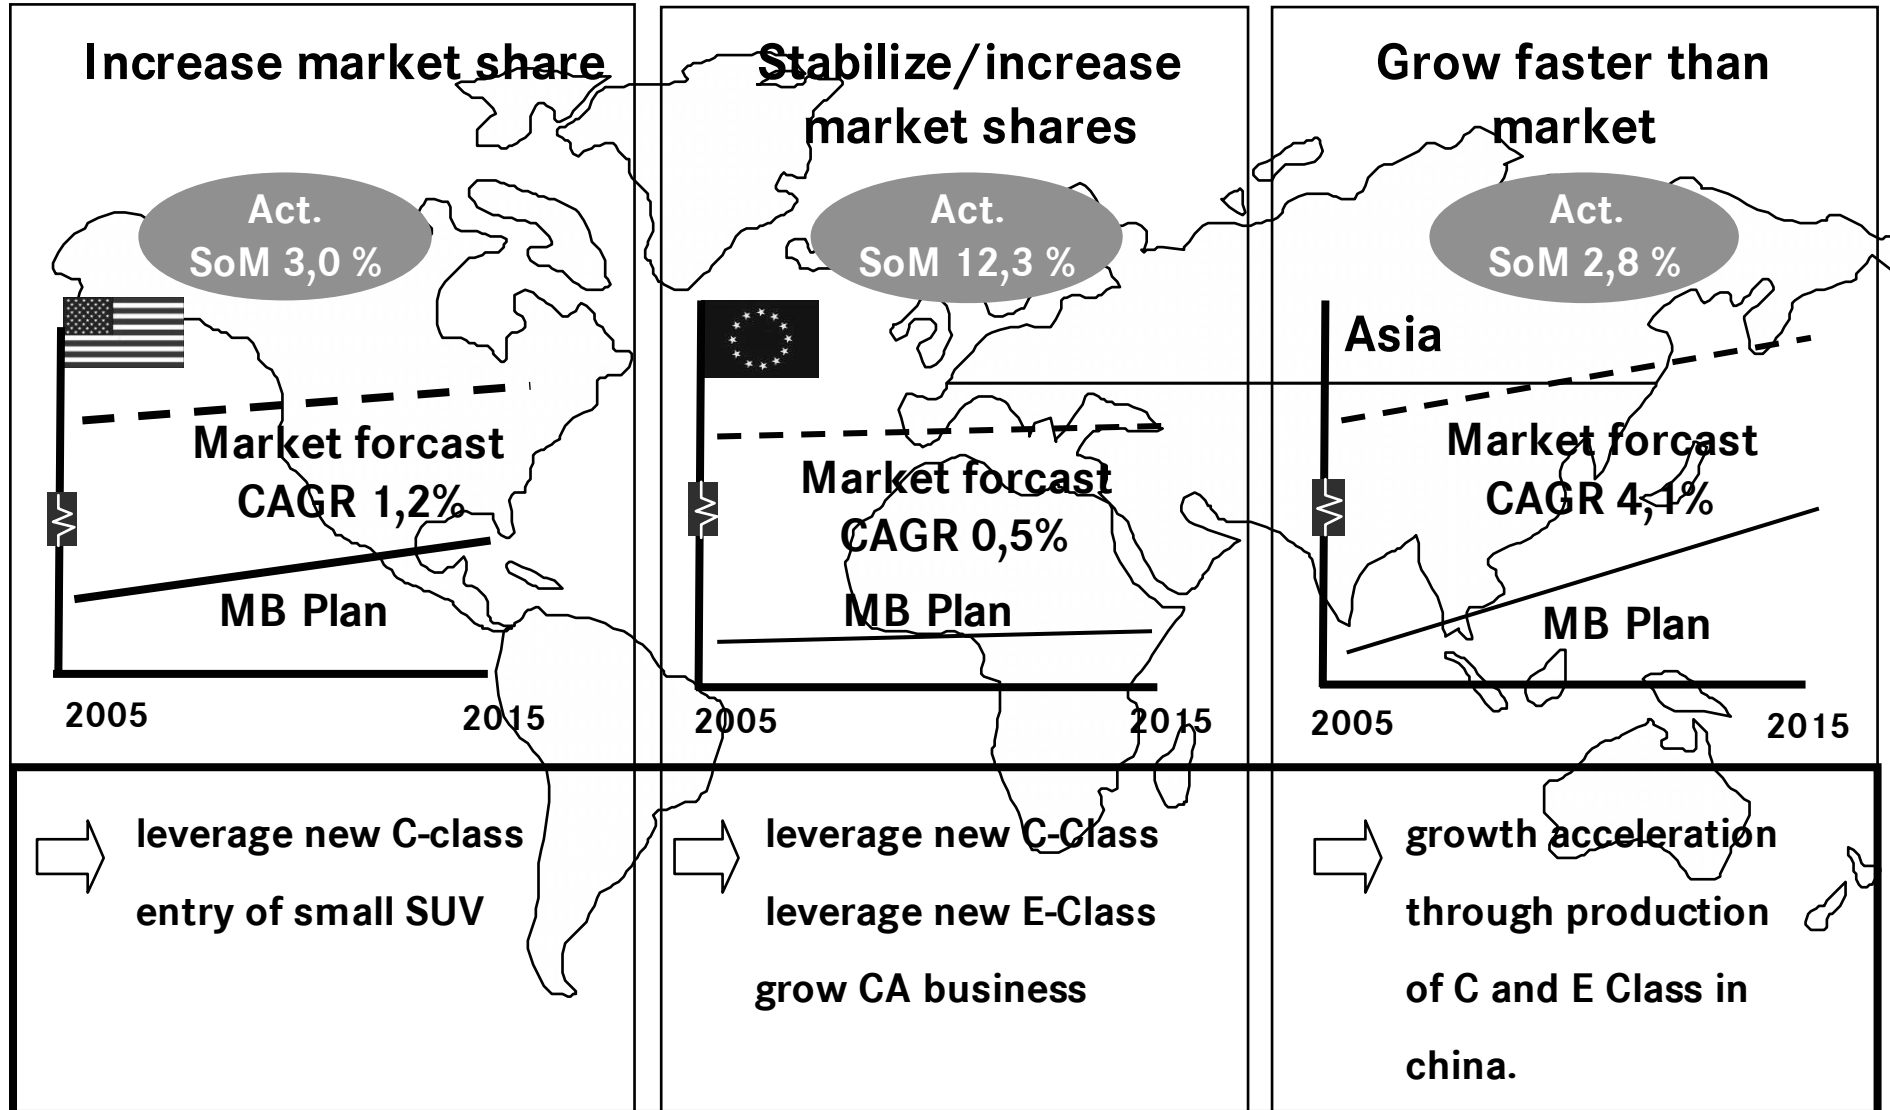 Increase market share
Act.
SoM 3,0 %
Market forcast
CAGR 1,2%
MB Plan
2005
2015
leverage new C-class
entry of small SUV
Stabilize/increase
market shares
Act.
SoM 12,3 %
Market forcast
CAGR 0,5%
MB Plan
2005
2015
leverage new C-Class
leverage new E-Class
grow CA business
Grow faster than
market
Act.
SoM 2,8 %
Asia
Market forcast
CAGR 4,1%
MB Plan
2005
2015
growth acceleration
through production
of C and E Class in
china.